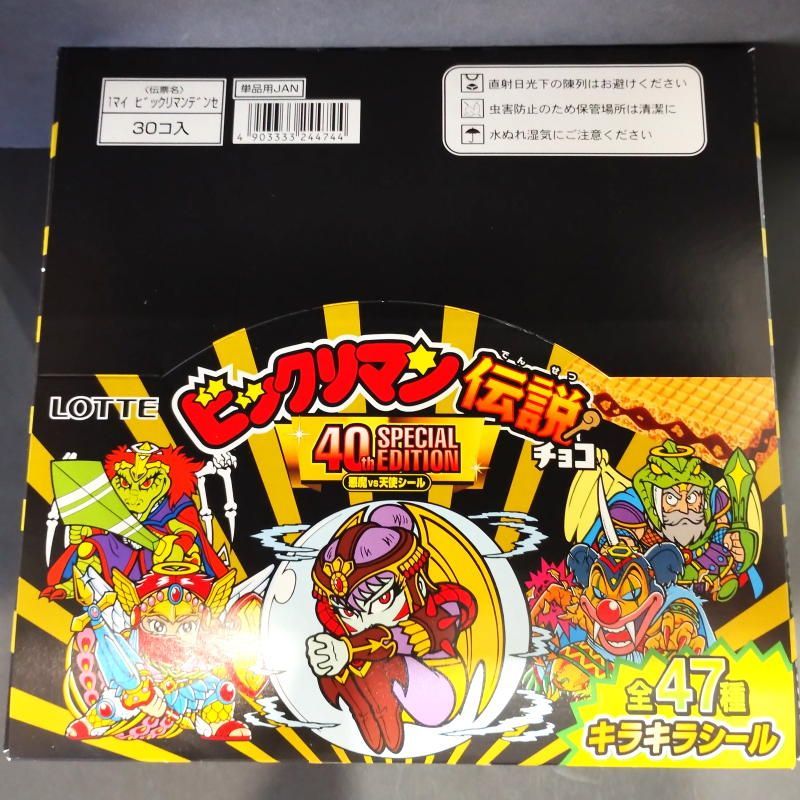 〈伝票名〉
1マイ ビックリマンデンセ
30コ入
単品用JAN
4 903333 244744
直射日光下の陳列はお避けください
虫害防止のため保管場所は清潔に
水ぬれ湿気にご注意ください
LOTTE
ビックリマン
でんせつ
伝説
チョコ
40th SPECIAL EDITION
悪魔VS天使シール
全47種
キラキラシール